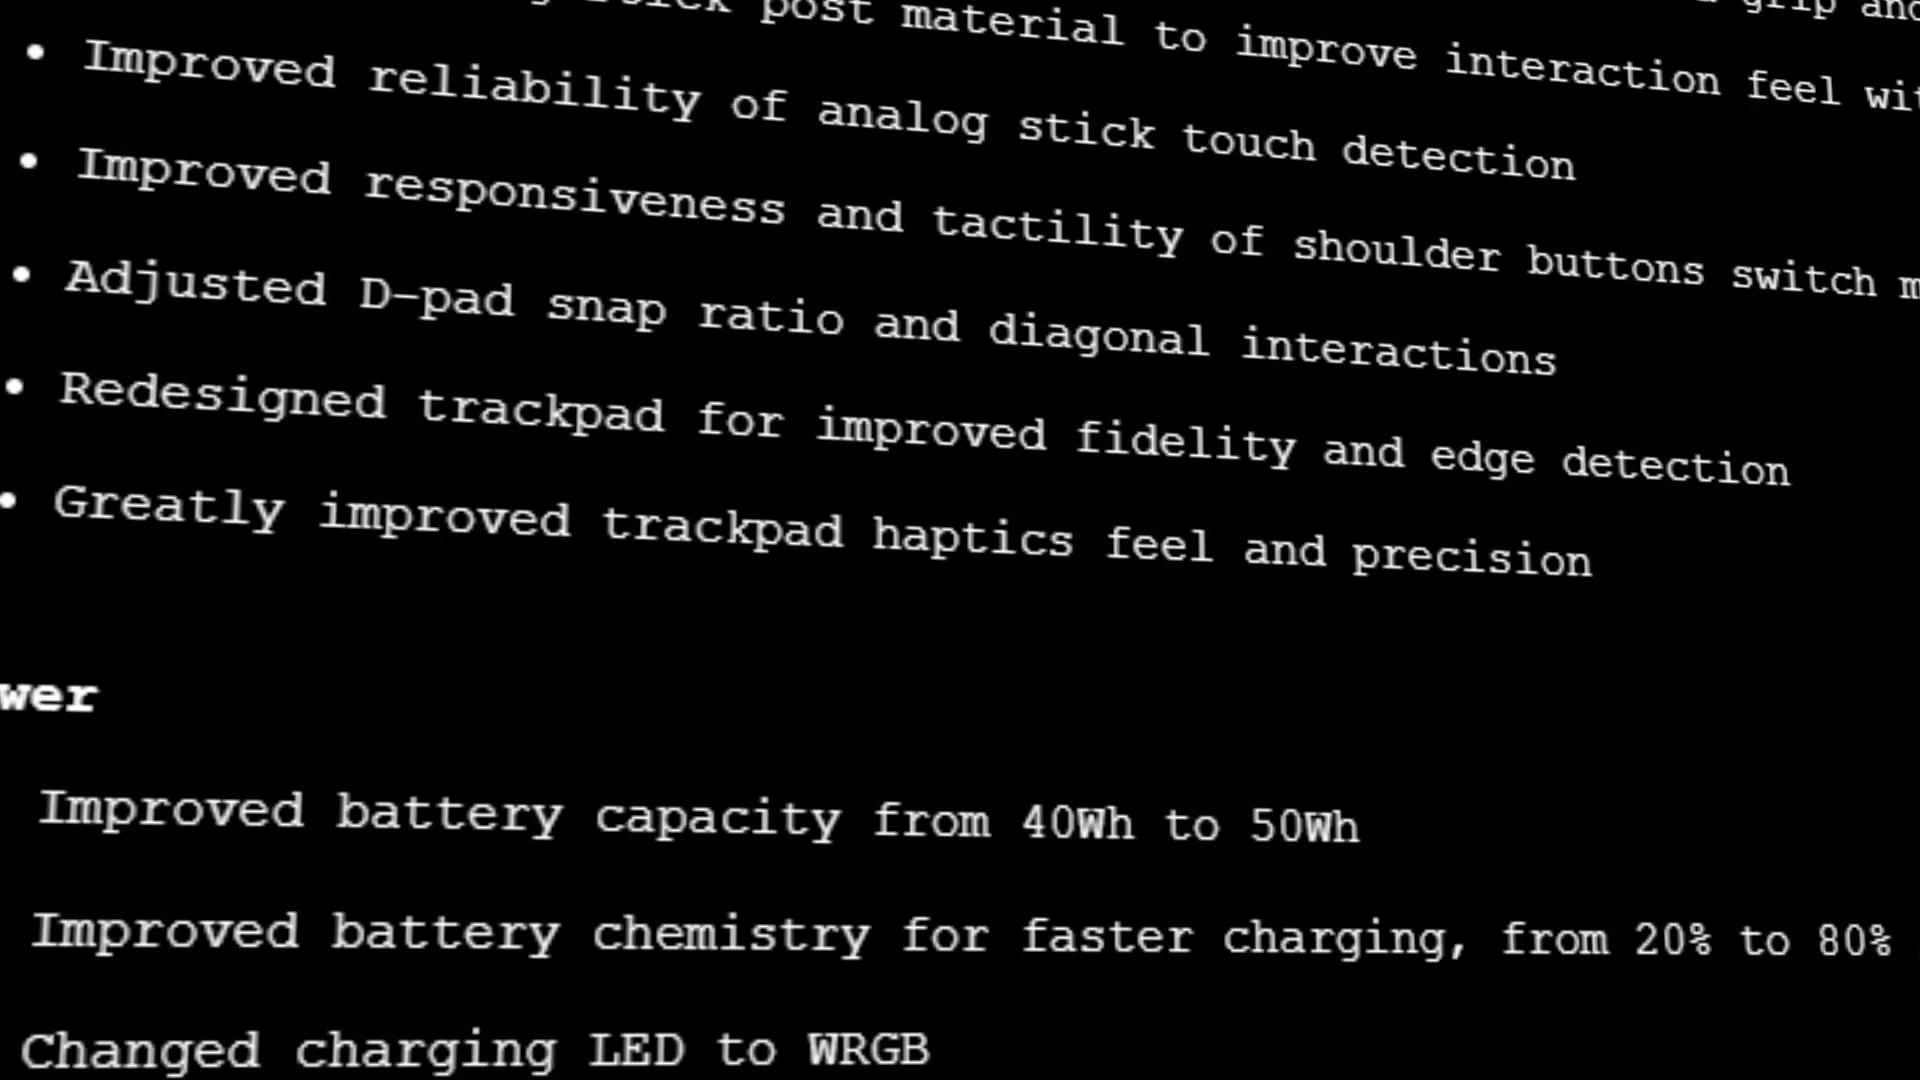 post material to improve interaction feel
grip
• Improved reliability of analog stick touch detection
• Improved responsiveness and tactility of shoulder buttons switch
• Adjusted D-pad snap ratio and diagonal interactions
• Redesigned trackpad for improved fidelity and edge detection
• Greatly improved trackpad haptics feel and precision
wer
Improved battery capacity from 40Wh to 50Wh
Improved battery chemistry for faster charging, from 20% to 80%
Changed charging LED to WRGB